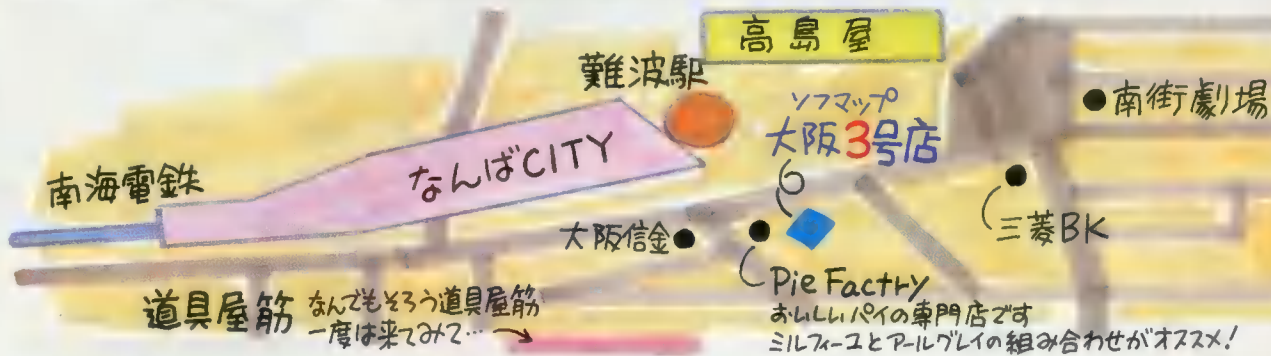 高島屋
難波駅
ソフマップ
大阪3号店
●南街劇場
なんばCITY
南海電鉄
6
大阪信金●
三菱BK
Pie Factry
おいしいパイの専門店です
ミルフィーユとアールグレイの組み合わせがオススメ!
道具屋筋
なんでもそろう道具屋筋
一度は来てみて…→